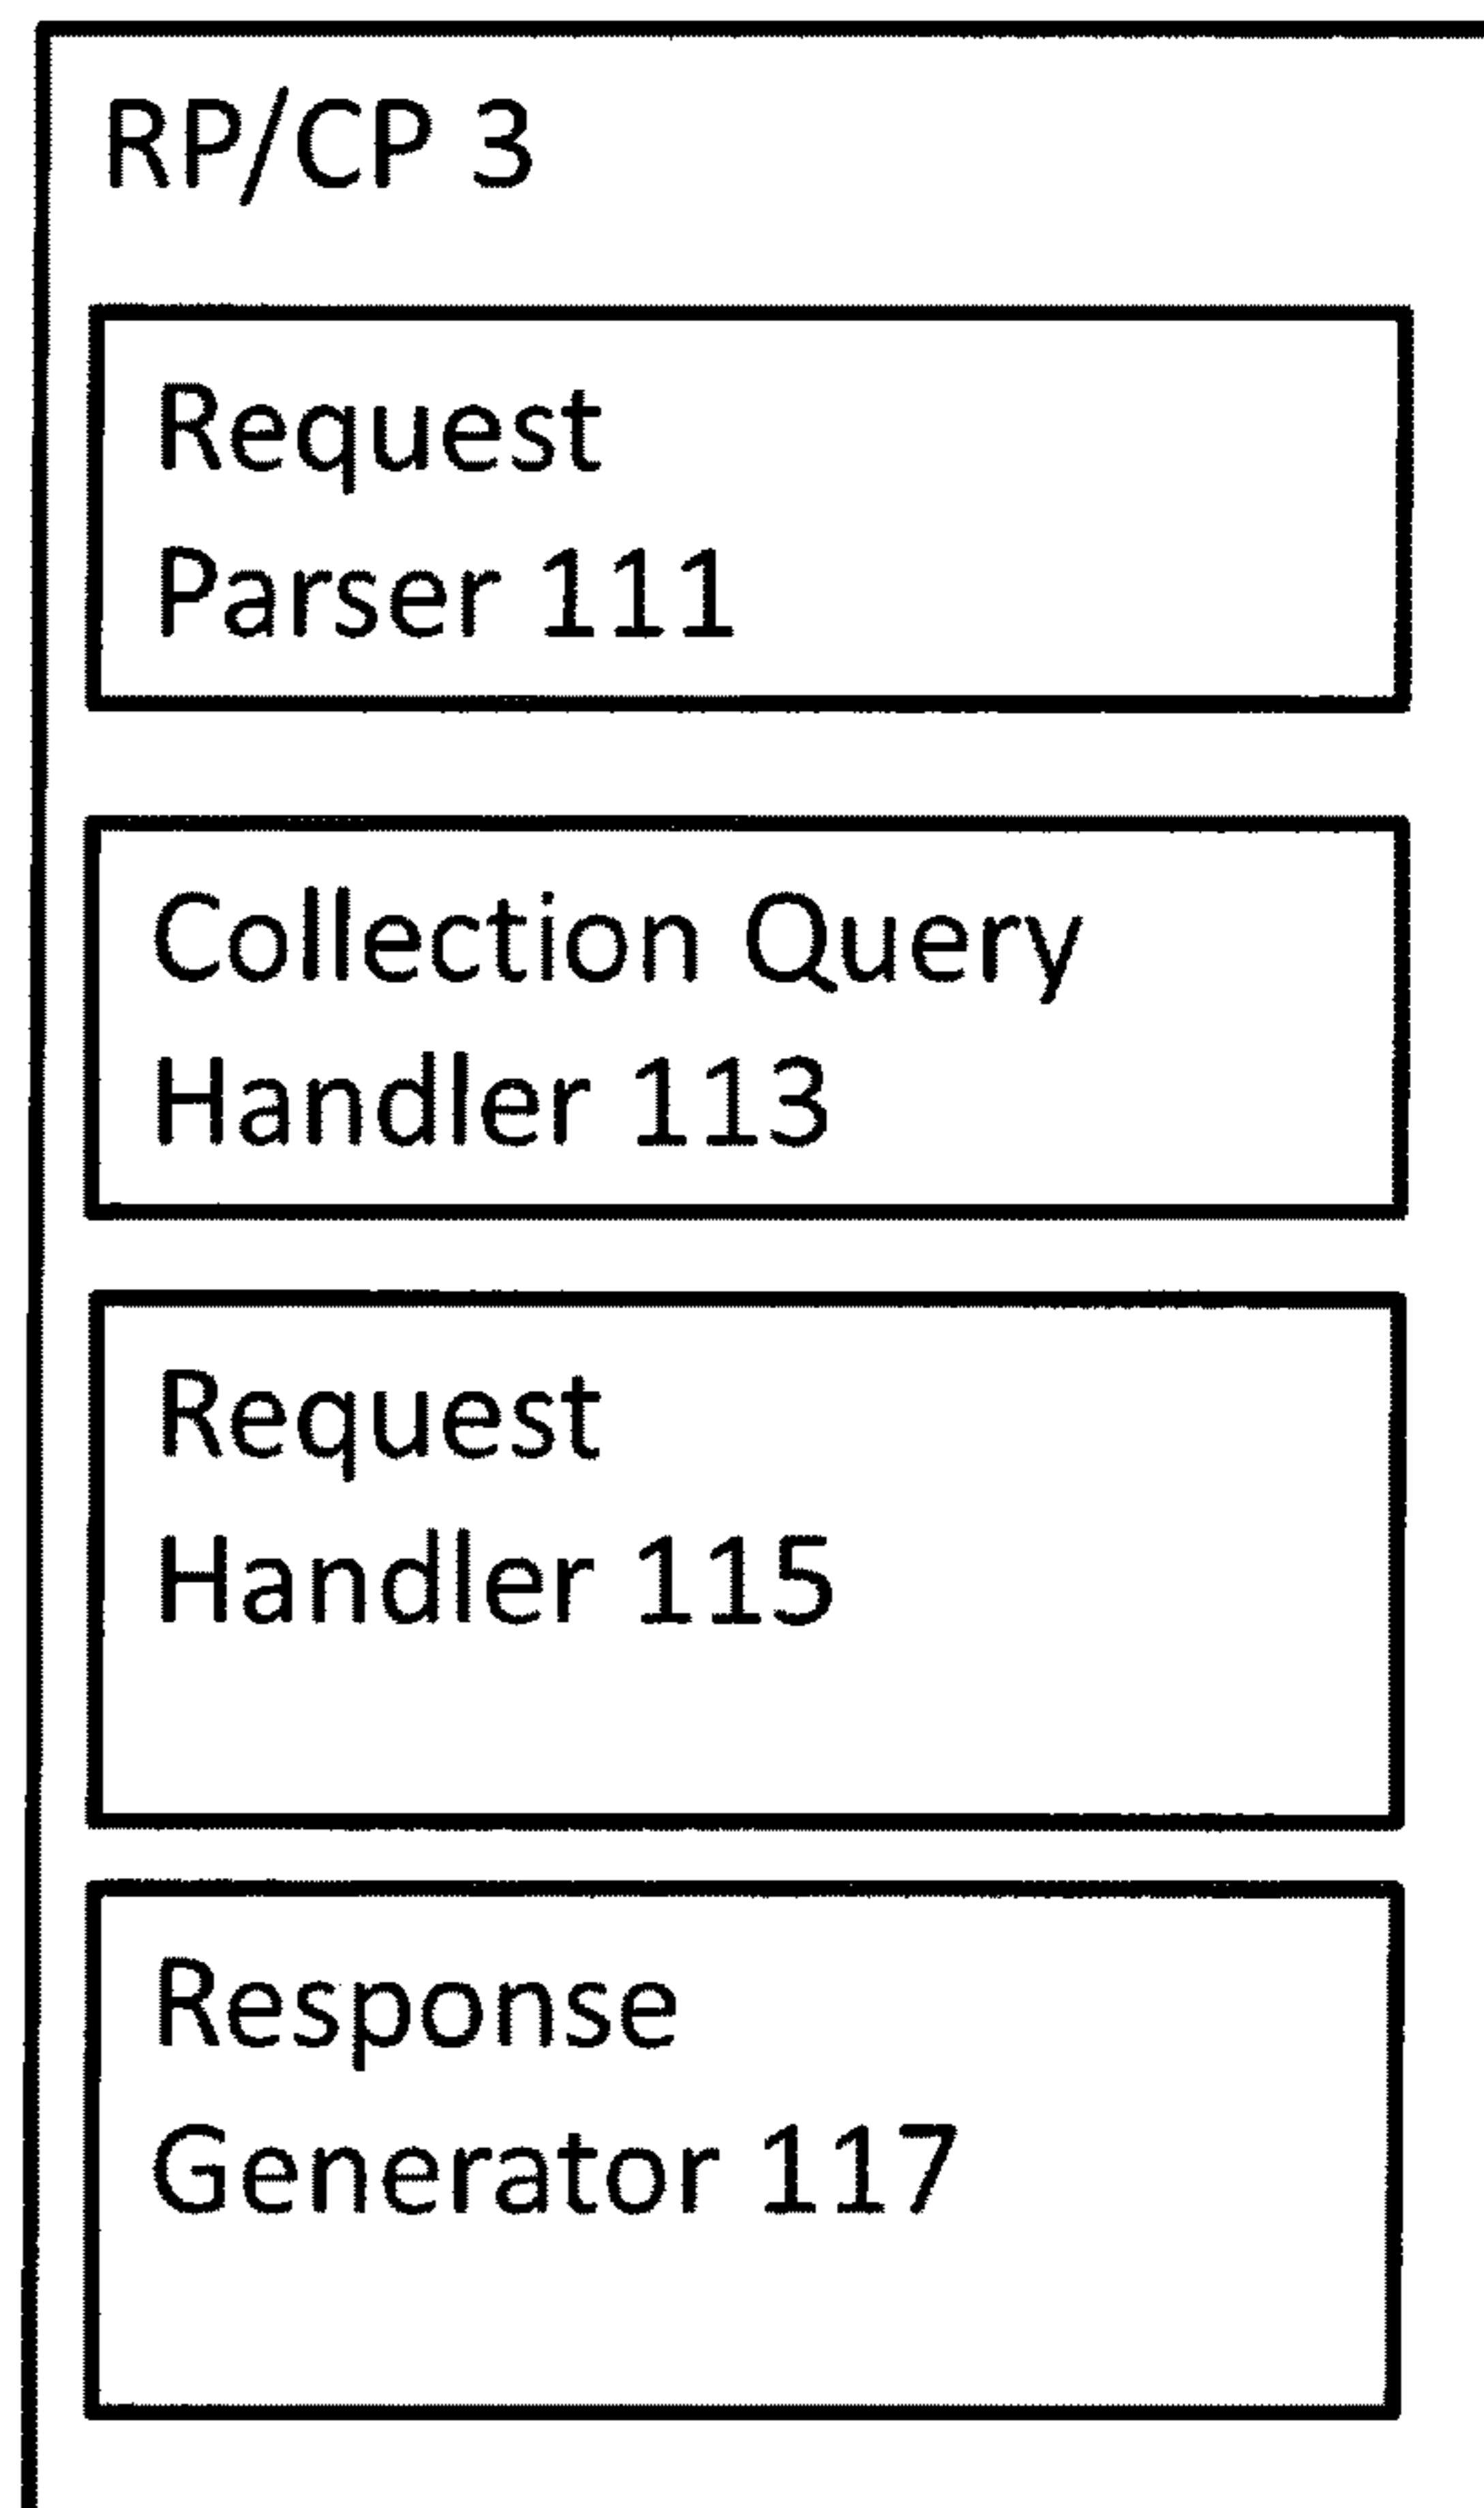 RP/CP 3
Request
Parser 111
Collection Query
Handler 113
Request
Handler 115
Response
Generator 117